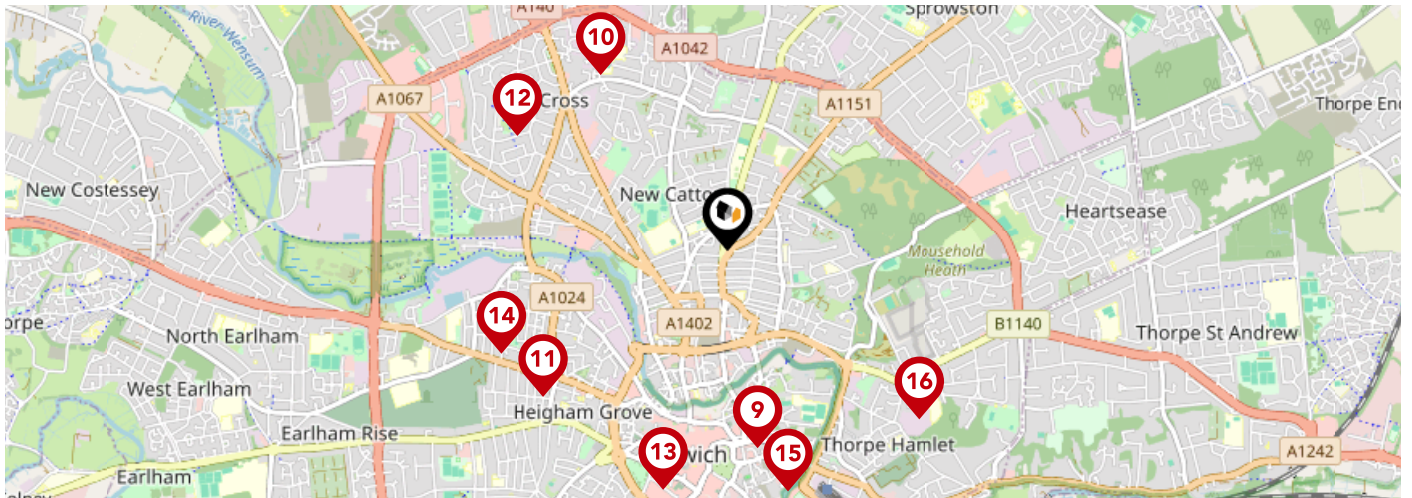 A140
Sprowston
River Wensum
10
A1042
A1067
12
Cross
A1151
Thorpe End
New Costessey
New Catto
Heartsease
Mousehold
Heath
A1024
14
A1402
B1140
North Earlham
Thorpe St Andrew
11
16
West Earlham
Heigham Grove
9
Earlham Rise
13
wich
15
Thorpe Hamlet
A1242
Earlham